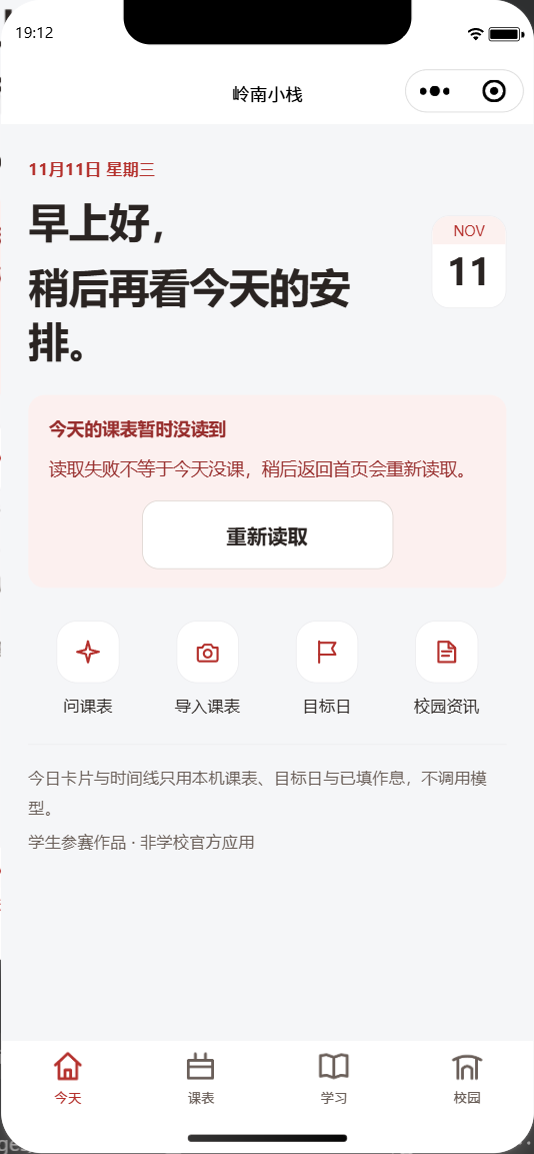 19:12
岭南小栈
11月11日 星期三
早上好，
稍后再看今天的安
排。
NOV
11
今天的课表暂时没读到
读取失败不等于今天没课，稍后返回首页会重新读取。
重新读取
问课表
导入课表
目标日
校园资讯
今日卡片与时间线只用本机课表、目标日与已填作息，不调用模
型。
学生参赛作品 · 非学校官方应用
今天
课表
学习
校园